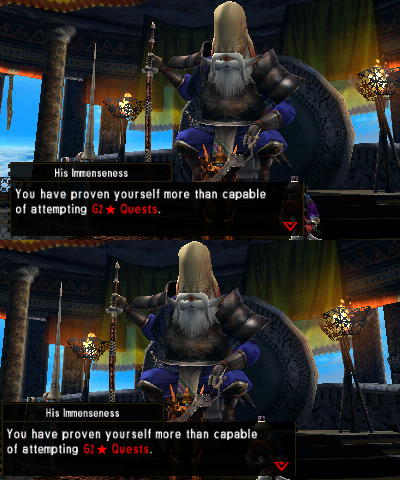 His Immenseness
You have proven yourself more than capable
of attempting G2★ Quests.
His Immenseness
You have proven yourself more than capable
of attempting G2★ Quests.